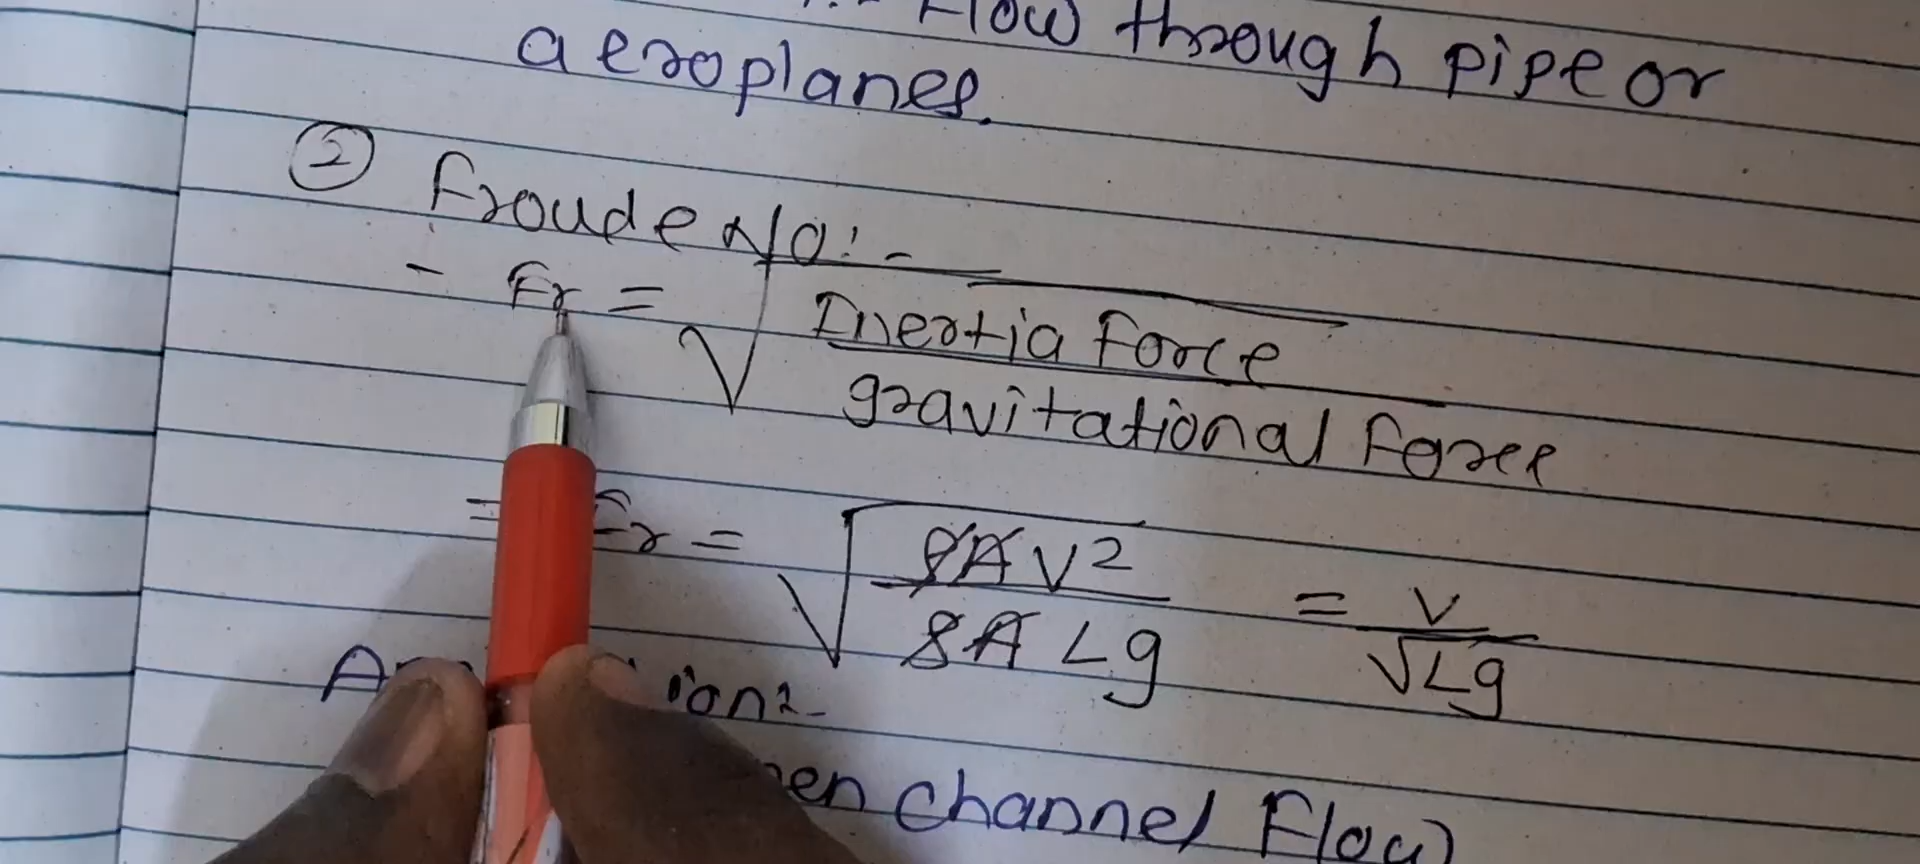 Flow through pipe or
aeroplanes.
② Froude No:-
- Fr = √(Inertia Force / gravitational Force)
= Fr = √(ρAV² / ρALg) = V / √Lg
Channel Flow